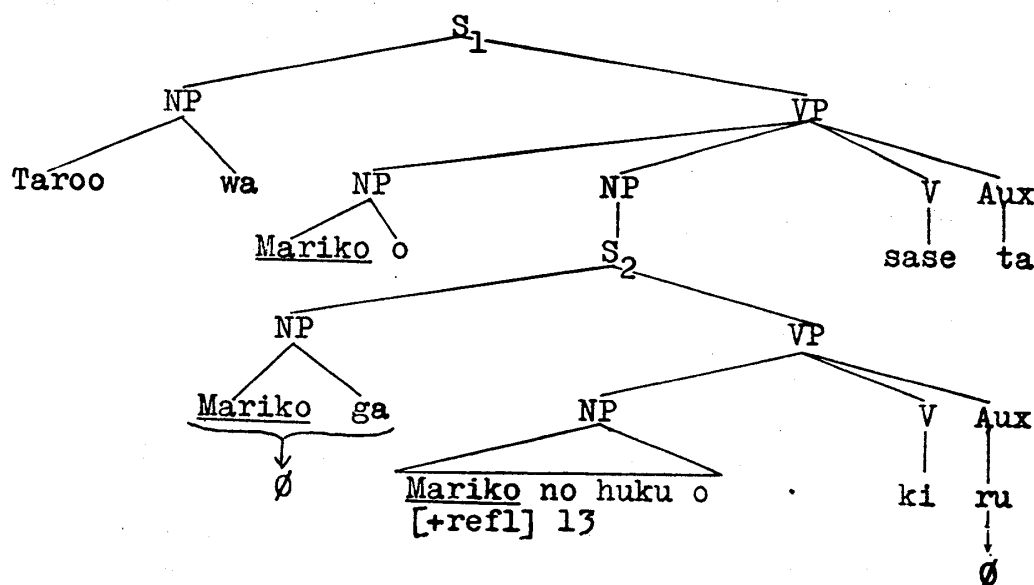 S1
NP VP
Taroo wa NP NP V Aux
Mariko o S2 sase ta
NP VP
Mariko ga NP V Aux
Ø Mariko no huku o ki ru
[+refl] 13
Ø